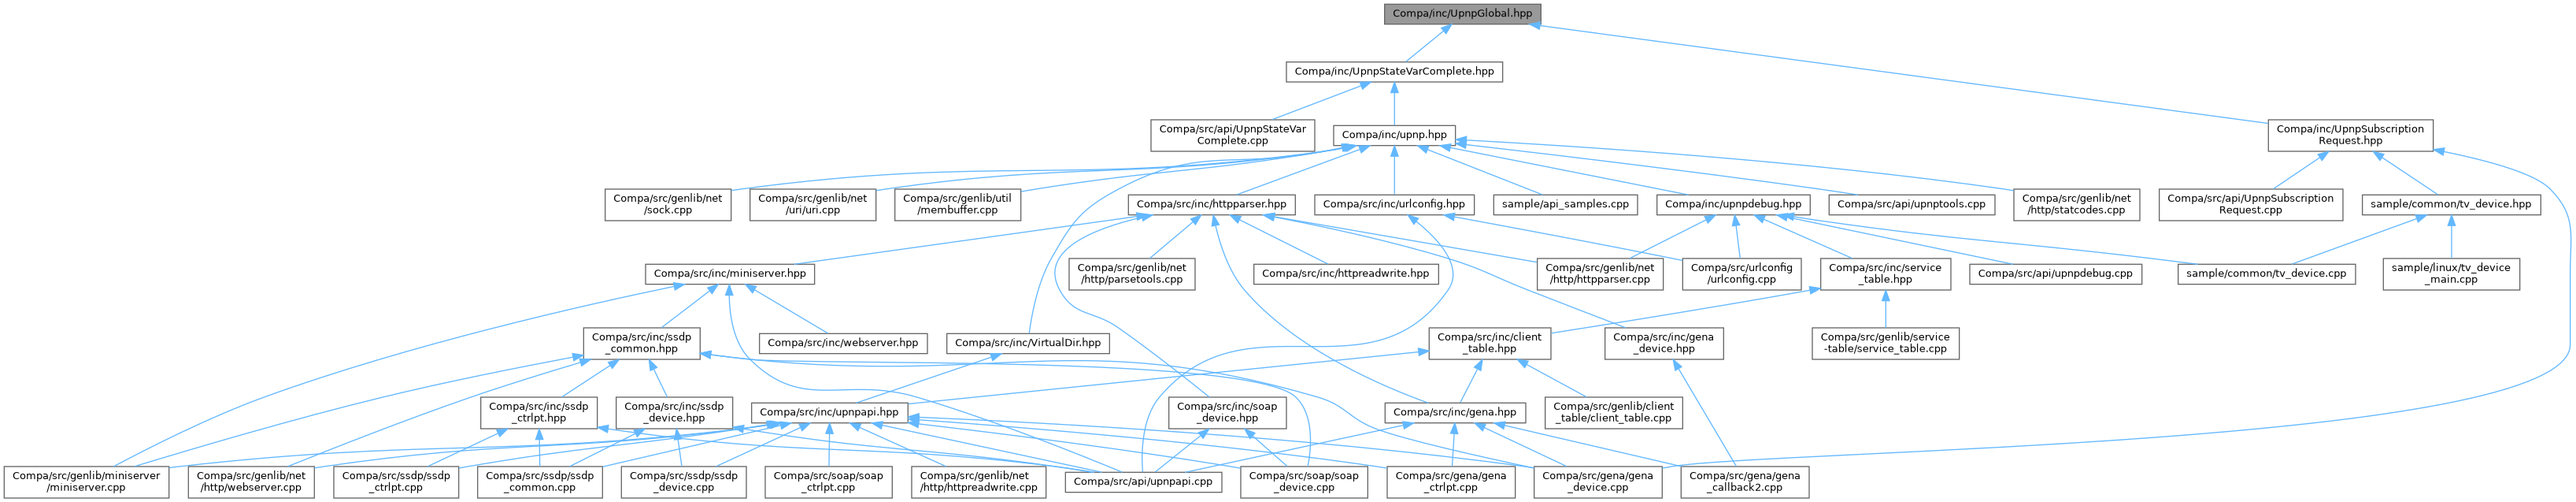 Compa/inc/UpnpGlobal.hpp
Compa/inc/UpnpStateVarComplete.hpp
Compa/src/api/UpnpStateVar
Complete.cpp
Compa/inc/upnp.hpp
Compa/inc/UpnpSubscription
Request.hpp
Compa/src/genlib/net
/sock.cpp
Compa/src/genlib/net
/uri/uri.cpp
Compa/src/genlib/util
/membuffer.cpp
Compa/src/inc/httpparser.hpp
Compa/src/inc/urlconfig.hpp
sample/api_samples.cpp
Compa/inc/upnpdebug.hpp
Compa/src/api/upnptools.cpp
Compa/src/genlib/net
/http/statcodes.cpp
Compa/src/api/UpnpSubscription
Request.cpp
sample/common/tv_device.hpp
Compa/src/inc/miniserver.hpp
Compa/src/genlib/net
/http/parsetools.cpp
Compa/src/inc/httpreadwrite.hpp
Compa/src/genlib/net
/http/httpparser.cpp
Compa/src/urlconfig
/urlconfig.cpp
Compa/src/inc/service
_table.hpp
Compa/src/api/upnpdebug.cpp
sample/common/tv_device.cpp
sample/linux/tv_device
_main.cpp
Compa/src/inc/ssdp
_common.hpp
Compa/src/inc/webserver.hpp
Compa/src/inc/VirtualDir.hpp
Compa/src/inc/client
_table.hpp
Compa/src/inc/gena
_device.hpp
Compa/src/genlib/service
-table/service_table.cpp
Compa/src/inc/ssdp
_ctrlpt.hpp
Compa/src/inc/ssdp
_device.hpp
Compa/src/inc/upnpapi.hpp
Compa/src/inc/soap
_device.hpp
Compa/src/inc/gena.hpp
Compa/src/genlib/client
_table/client_table.cpp
Compa/src/genlib/miniserver
/miniserver.cpp
Compa/src/genlib/net
/http/webserver.cpp
Compa/src/ssdp/ssdp
_ctrlpt.cpp
Compa/src/ssdp/ssdp
_common.cpp
Compa/src/ssdp/ssdp
_device.cpp
Compa/src/soap/soap
_ctrlpt.cpp
Compa/src/genlib/net
/http/httpreadwrite.cpp
Compa/src/api/upnpapi.cpp
Compa/src/soap/soap
_device.cpp
Compa/src/gena/gena
_ctrlpt.cpp
Compa/src/gena/gena
_device.cpp
Compa/src/gena/gena
_callback2.cpp